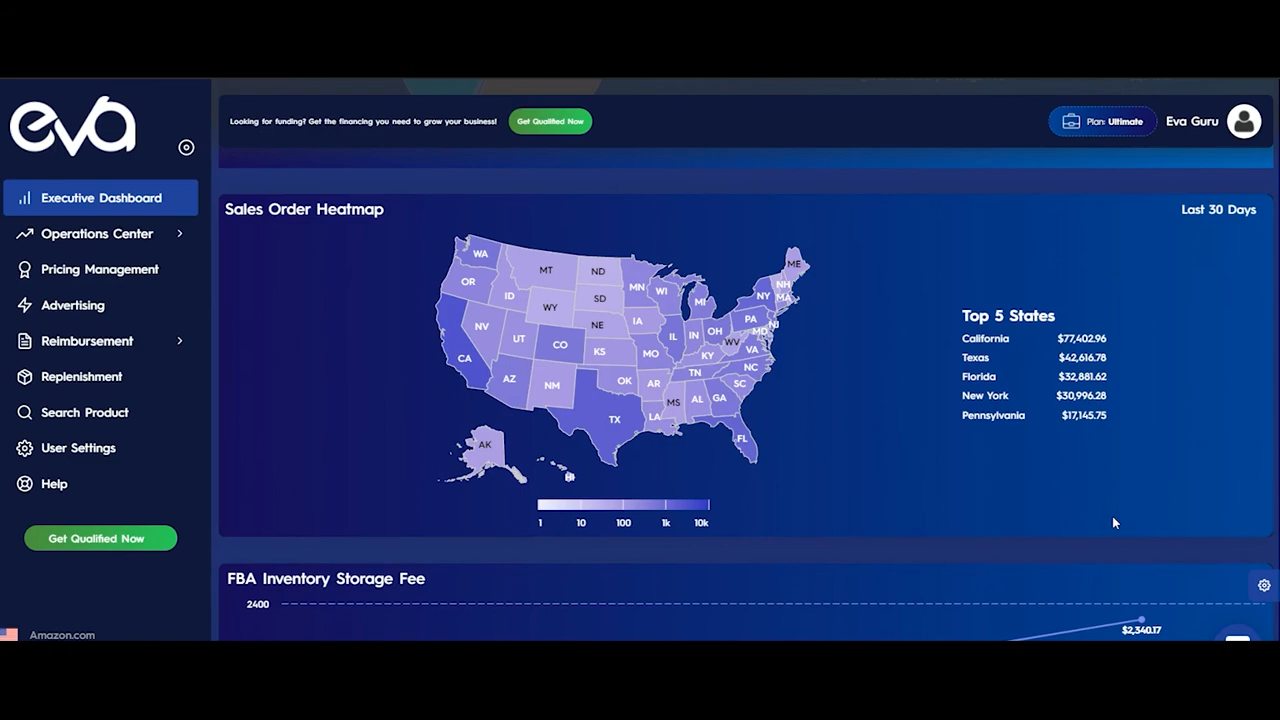 eva
Looking for funding? Get the financing you need to grow your business!
Get Qualified Now
Plan: Ultimate
Eva Guru
Executive Dashboard
Operations Center
Pricing Management
Advertising
Reimbursement
Replenishment
Search Product
User Settings
Help
Get Qualified Now
Amazon.com
Sales Order Heatmap
Last 30 Days
WA
MT
ND
ME
OR
ID
MN
WI
NH
SD
MI
NY
MA
WY
IA
PA
NJ
NV
NE
OH
MD
UT
CO
IL
IN
WV
CA
KS
MO
KY
VA
AZ
NM
OK
AR
TN
NC
SC
MS
AL
GA
TX
LA
FL
AK
HI
1
10
100
1k
10k
Top 5 States
California $77,402.96
Texas $42,616.78
Florida $32,881.62
New York $30,996.28
Pennsylvania $17,145.75
FBA Inventory Storage Fee
2400
$2,340.17